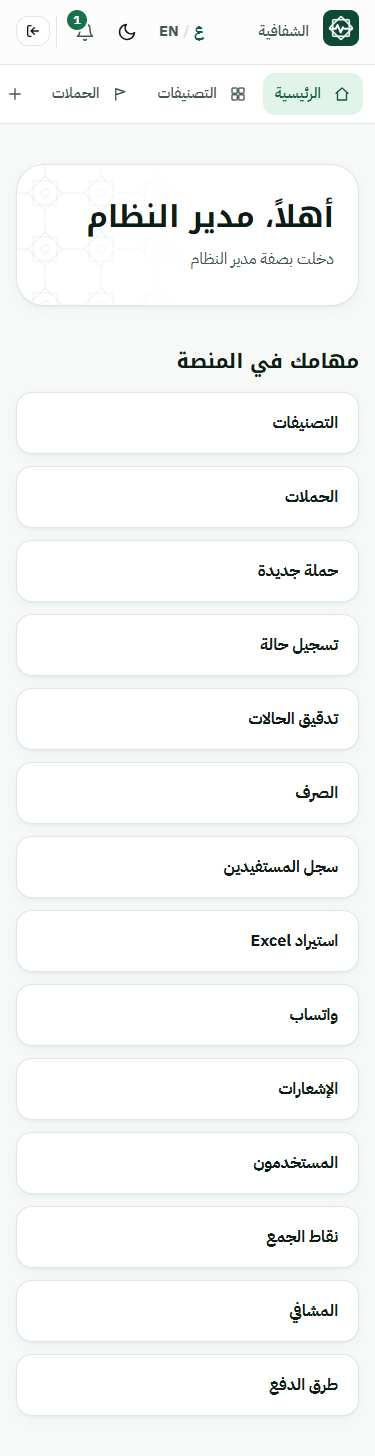 الشفافية
ع / EN
1
الرئيسية
التصنيفات
الحملات
أهلاً، مدير النظام
دخلت بصفة مدير النظام
مهامك في المنصة
التصنيفات
الحملات
حملة جديدة
تسجيل حالة
تدقيق الحالات
الصرف
سجل المستفيدين
استيراد Excel
واتساب
الإشعارات
المستخدمون
نقاط الجمع
المشافي
طرق الدفع